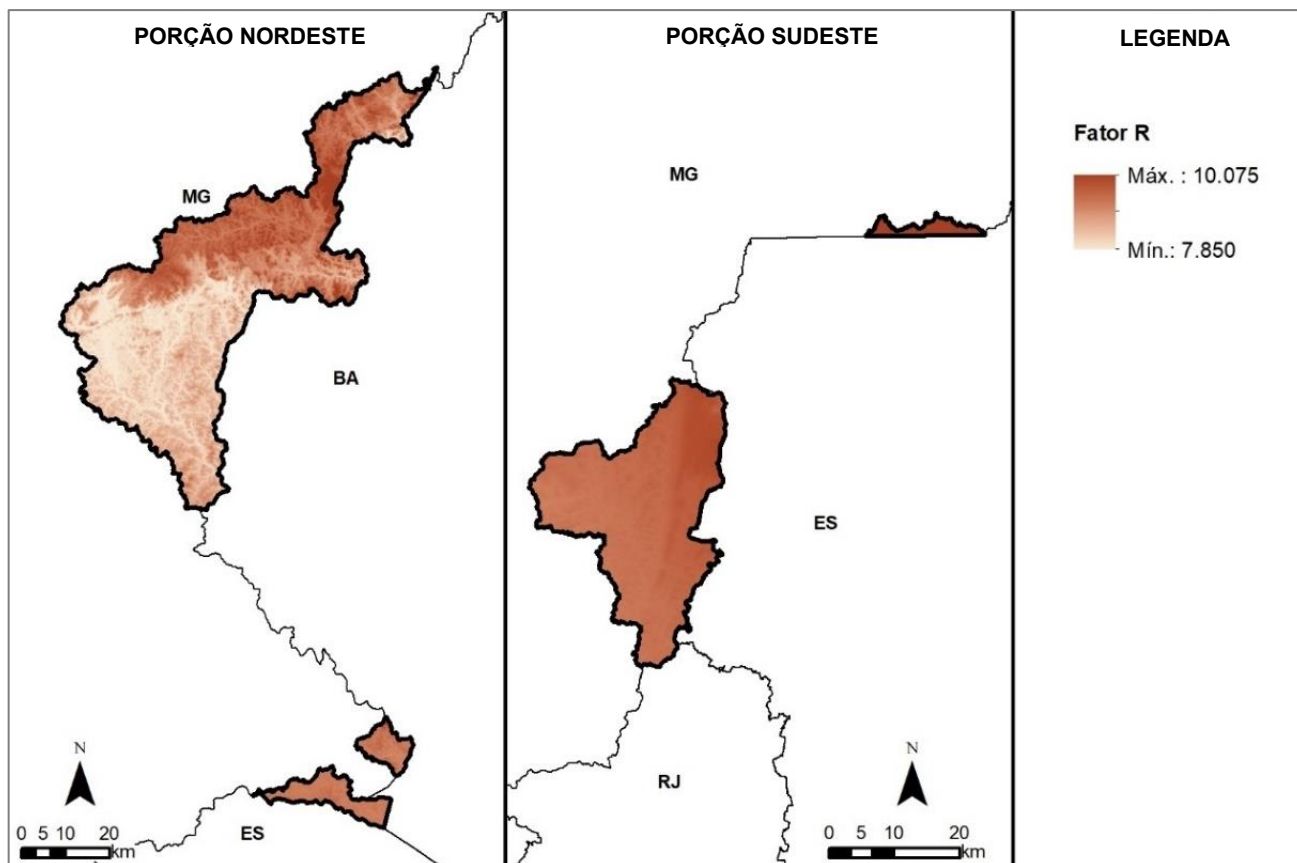 PORÇÃO NORDESTE
MG
BA
N
0 5 10 20
km
ES
PORÇÃO SUDESTE
MG
ES
RJ
N
0 5 10 20
km
LEGENDA
Fator R
Máx. : 10.075
Mín.: 7.850